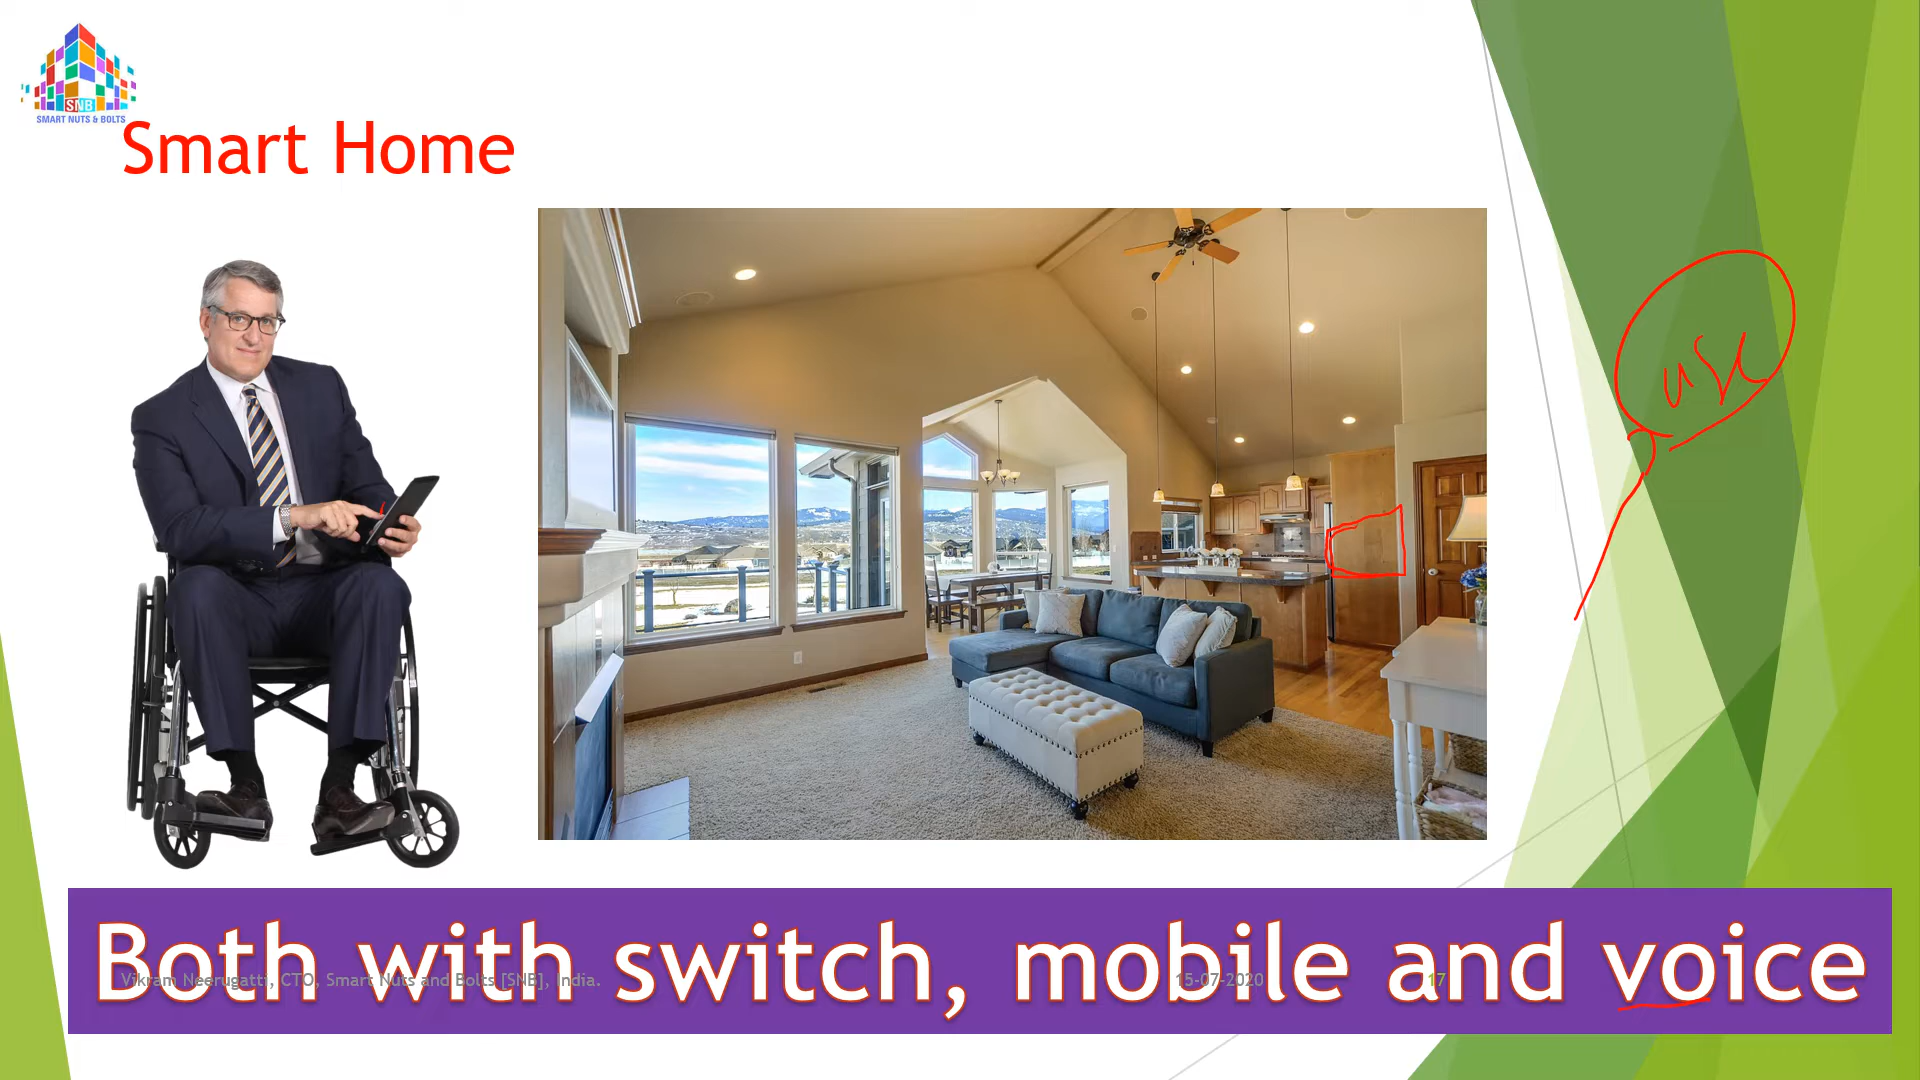 SNB
SMART NUTS & BOLTS
Smart Home
use
Both with switch, mobile and voice
Vikram Neerugatti, CTO, Smart Nuts and Bolts [SNB], India.
15-07-2020
17